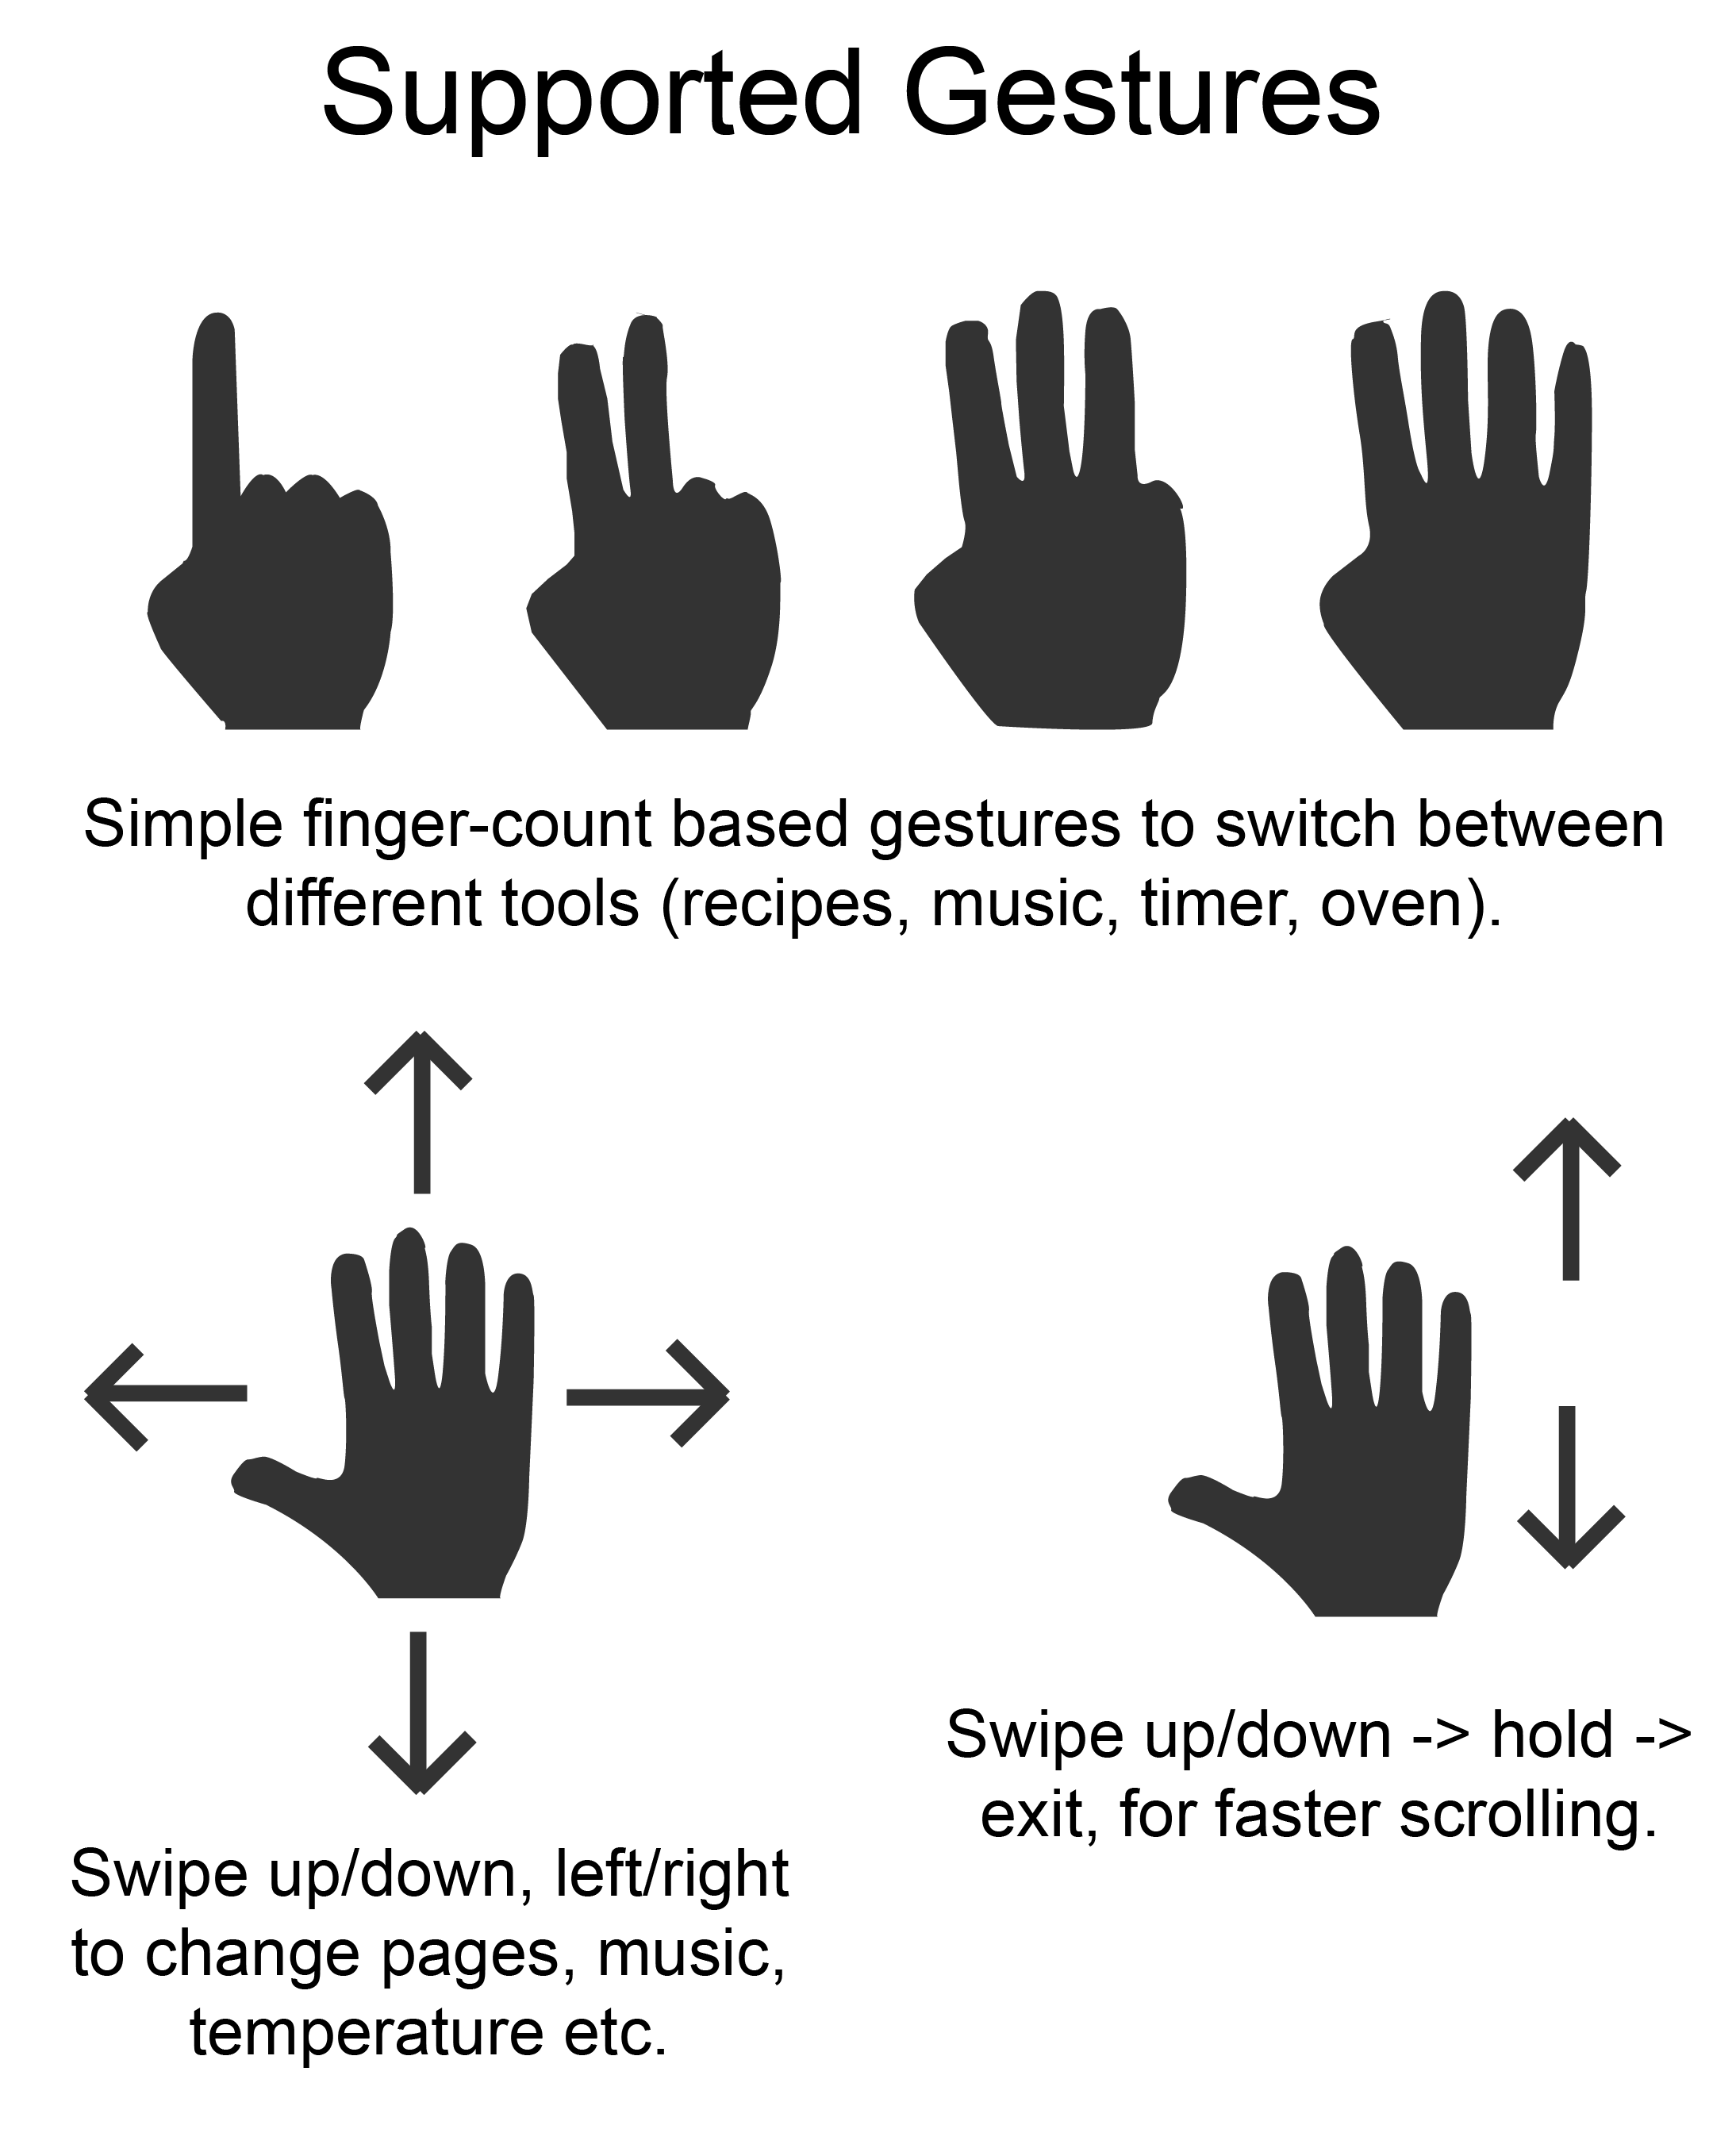 Supported Gestures
Simple finger-count based gestures to switch between
different tools (recipes, music, timer, oven).
Swipe up/down -> hold ->
exit, for faster scrolling.
Swipe up/down, left/right
to change pages, music,
temperature etc.